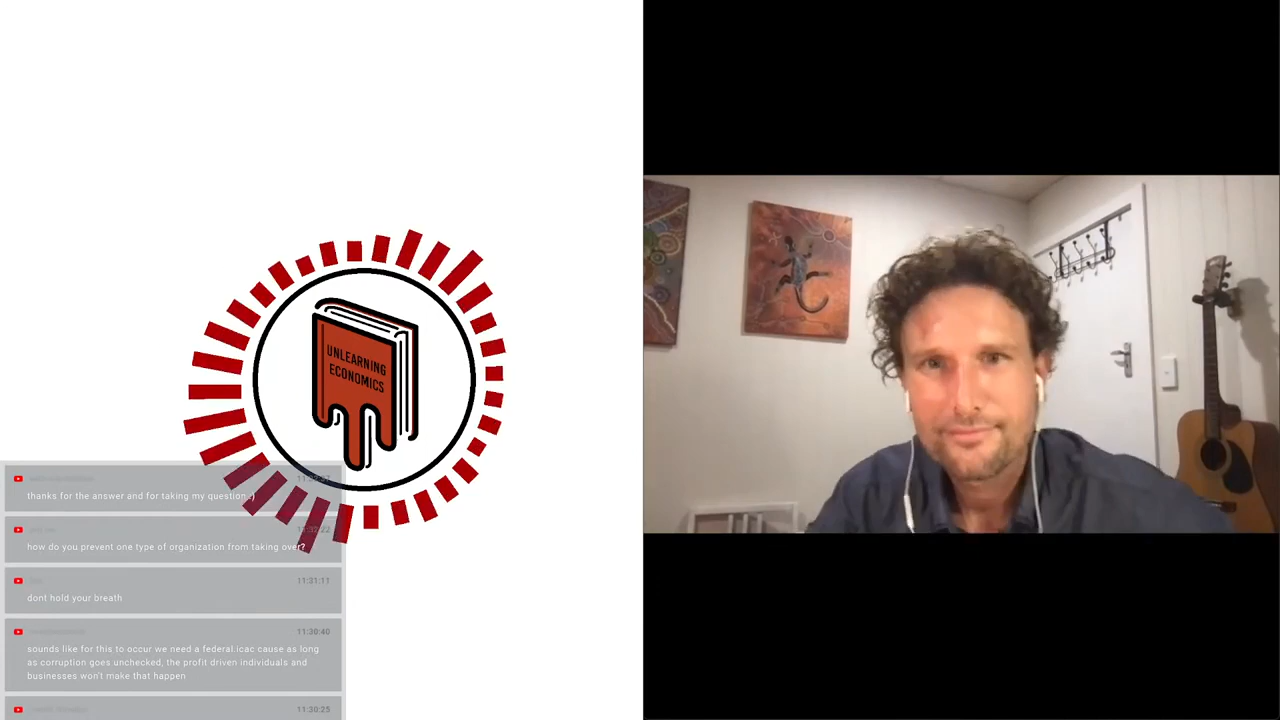 UNLEARNING
ECONOMICS
thanks for the answer and for taking my question :)
how do you prevent one type of organization from taking over?
11:31:11
dont hold your breath
11:30:40
sounds like for this to occur we need a federal.icac cause as long
as corruption goes unchecked, the profit driven individuals and
businesses won't make that happen
11:30:25